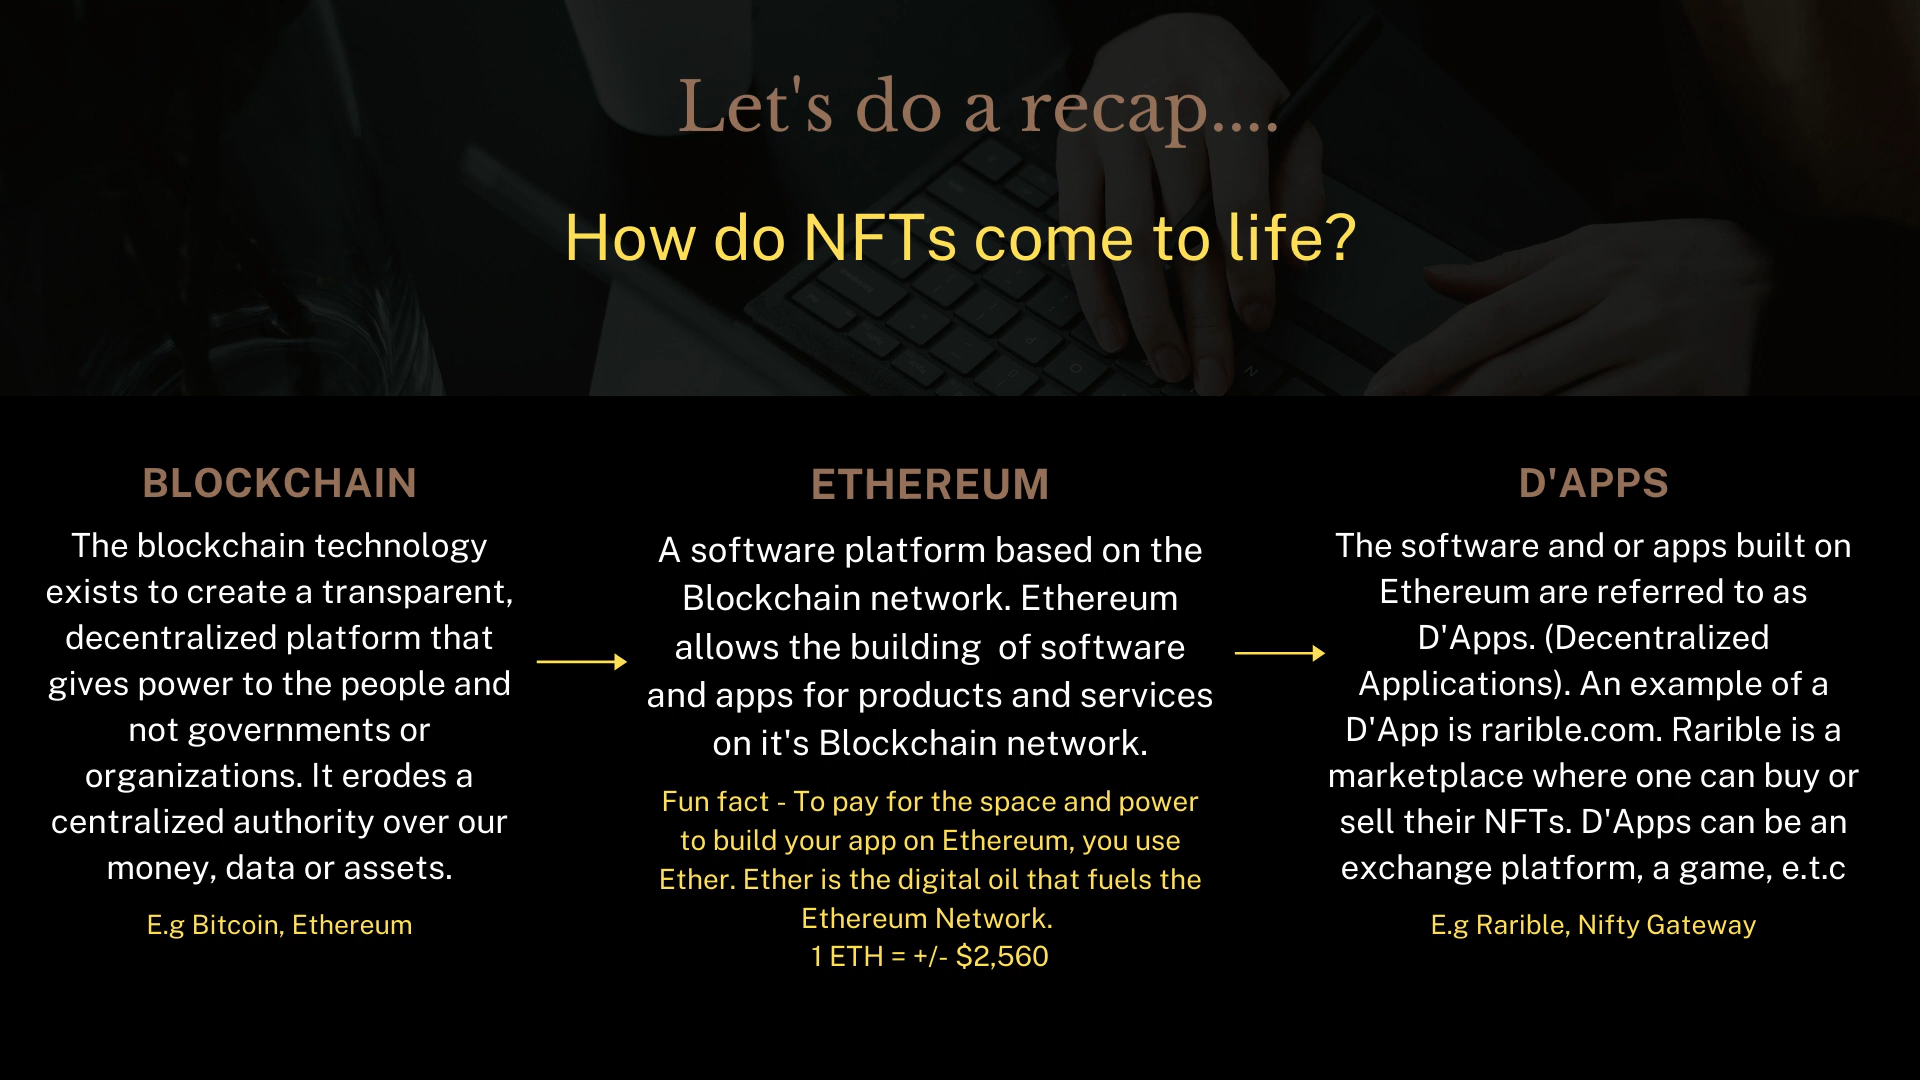 Let's do a recap....
How do NFTs come to life?
BLOCKCHAIN
The blockchain technology
exists to create a transparent,
decentralized platform that
gives power to the people and
not governments or
organizations. It erodes a
centralized authority over our
money, data or assets.
E.g Bitcoin, Ethereum
ETHEREUM
A software platform based on the
Blockchain network. Ethereum
allows the building  of software
and apps for products and services
on it's Blockchain network.
Fun fact - To pay for the space and power
to build your app on Ethereum, you use
Ether. Ether is the digital oil that fuels the
Ethereum Network.
1 ETH = +/- $2,560
D'APPS
The software and or apps built on
Ethereum are referred to as
D'Apps. (Decentralized
Applications). An example of a
D'App is rarible.com. Rarible is a
marketplace where one can buy or
sell their NFTs. D'Apps can be an
exchange platform, a game, e.t.c
E.g Rarible, Nifty Gateway